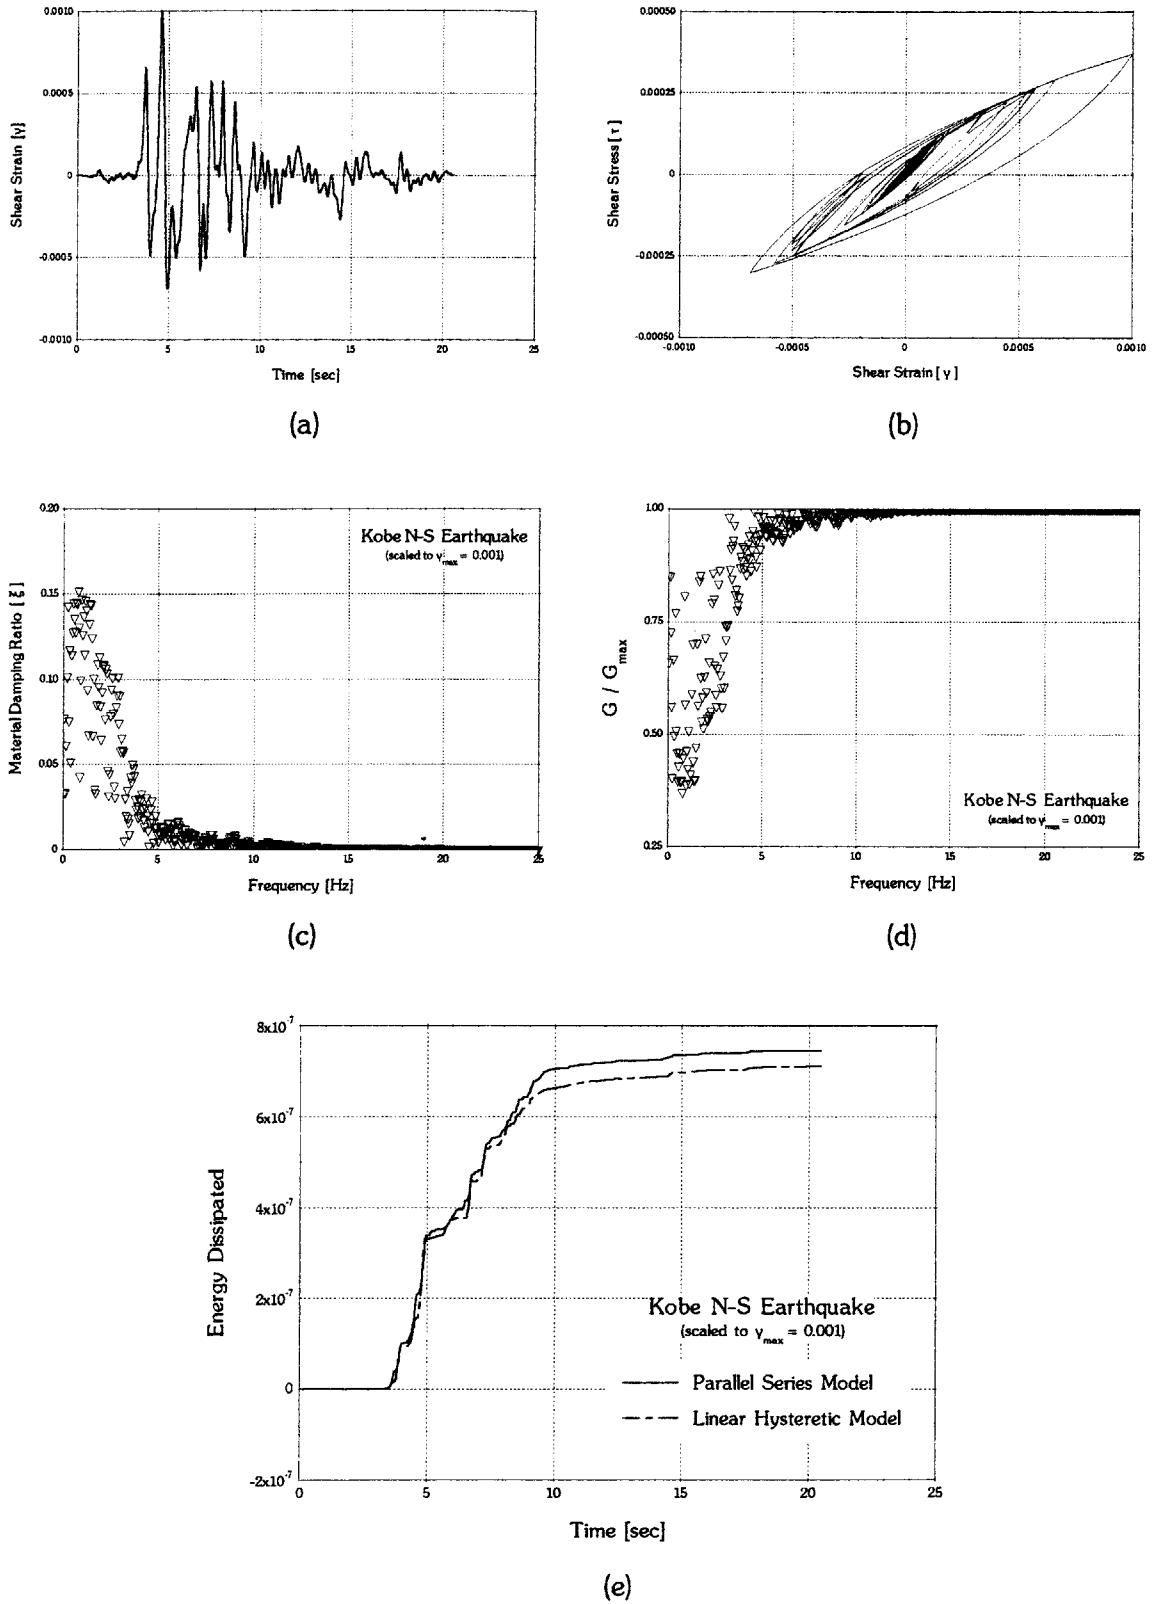 0.0010
0.0005
0
-0.0005
-0.0010
Shear Strain [γ]
0
5
10
15
20
25
Time [sec]
(a)
0.00050
0.00025
0
-0.00025
-0.00050
Shear Stress [τ]
-0.0010
-0.0005
0
0.0005
0.0010
Shear Strain [γ]
(b)
0.20
0.15
0.10
0.05
0
Material Damping Ratio [ξ]
Kobe N-S Earthquake
(scaled to γmax = 0.001)
0
5
10
15
20
25
Frequency [Hz]
(c)
1.00
0.75
0.50
0.25
G / Gmax
Kobe N-S Earthquake
(scaled to γmax = 0.001)
0
5
10
15
20
25
Frequency [Hz]
(d)
8x10-7
6x10-7
4x10-7
2x10-7
0
-2x10-7
Energy Dissipated
Kobe N-S Earthquake
(scaled to γmax = 0.001)
Parallel Series Model
Linear Hysteretic Model
0
5
10
15
20
25
Time [sec]
(e)